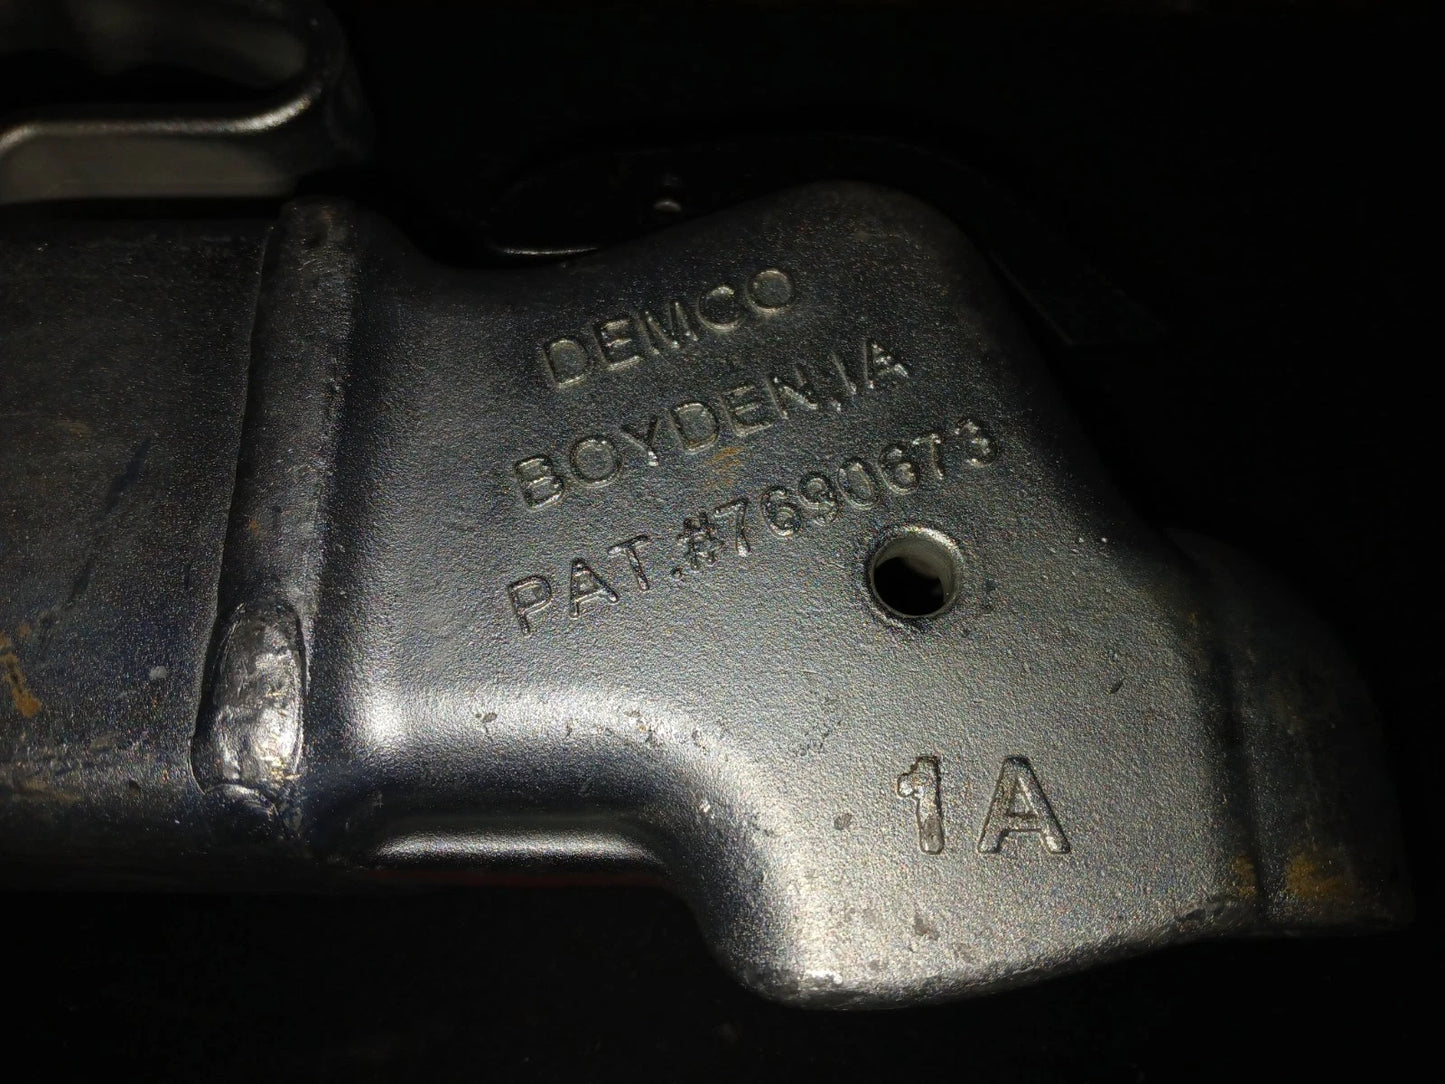 DEMCO
BOYDEN,IA
PAT.#7690673
1A